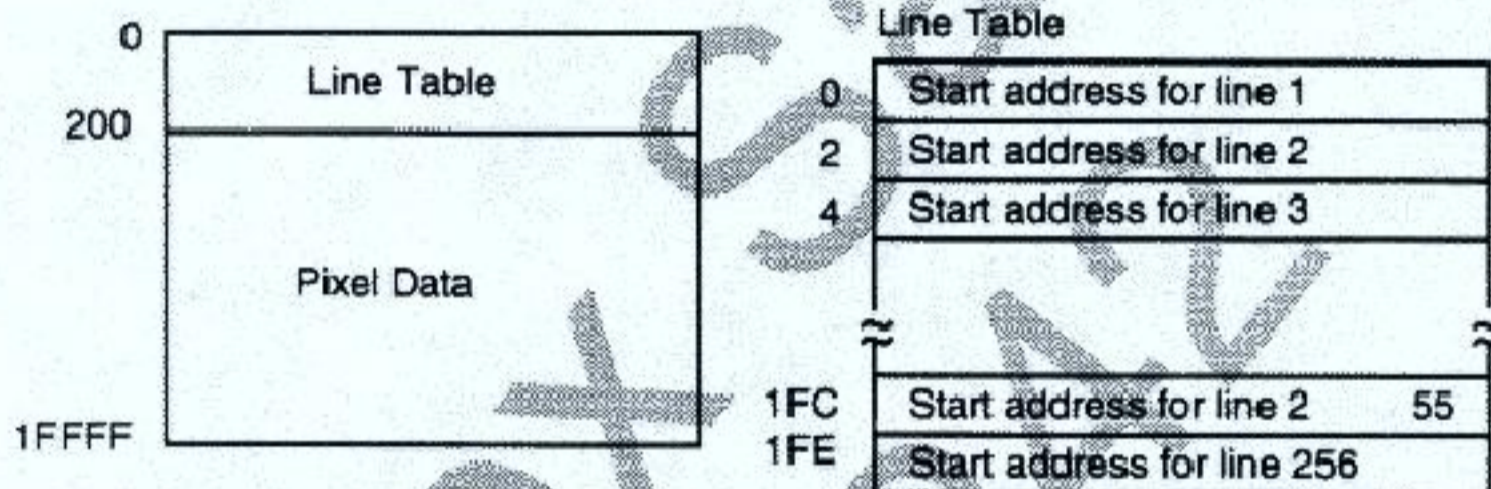 0
Line Table
200
Pixel Data
1FFFF
Line Table
0 Start address for line 1
2 Start address for line 2
4 Start address for line 3
1FC Start address for line 2 55
1FE Start address for line 256